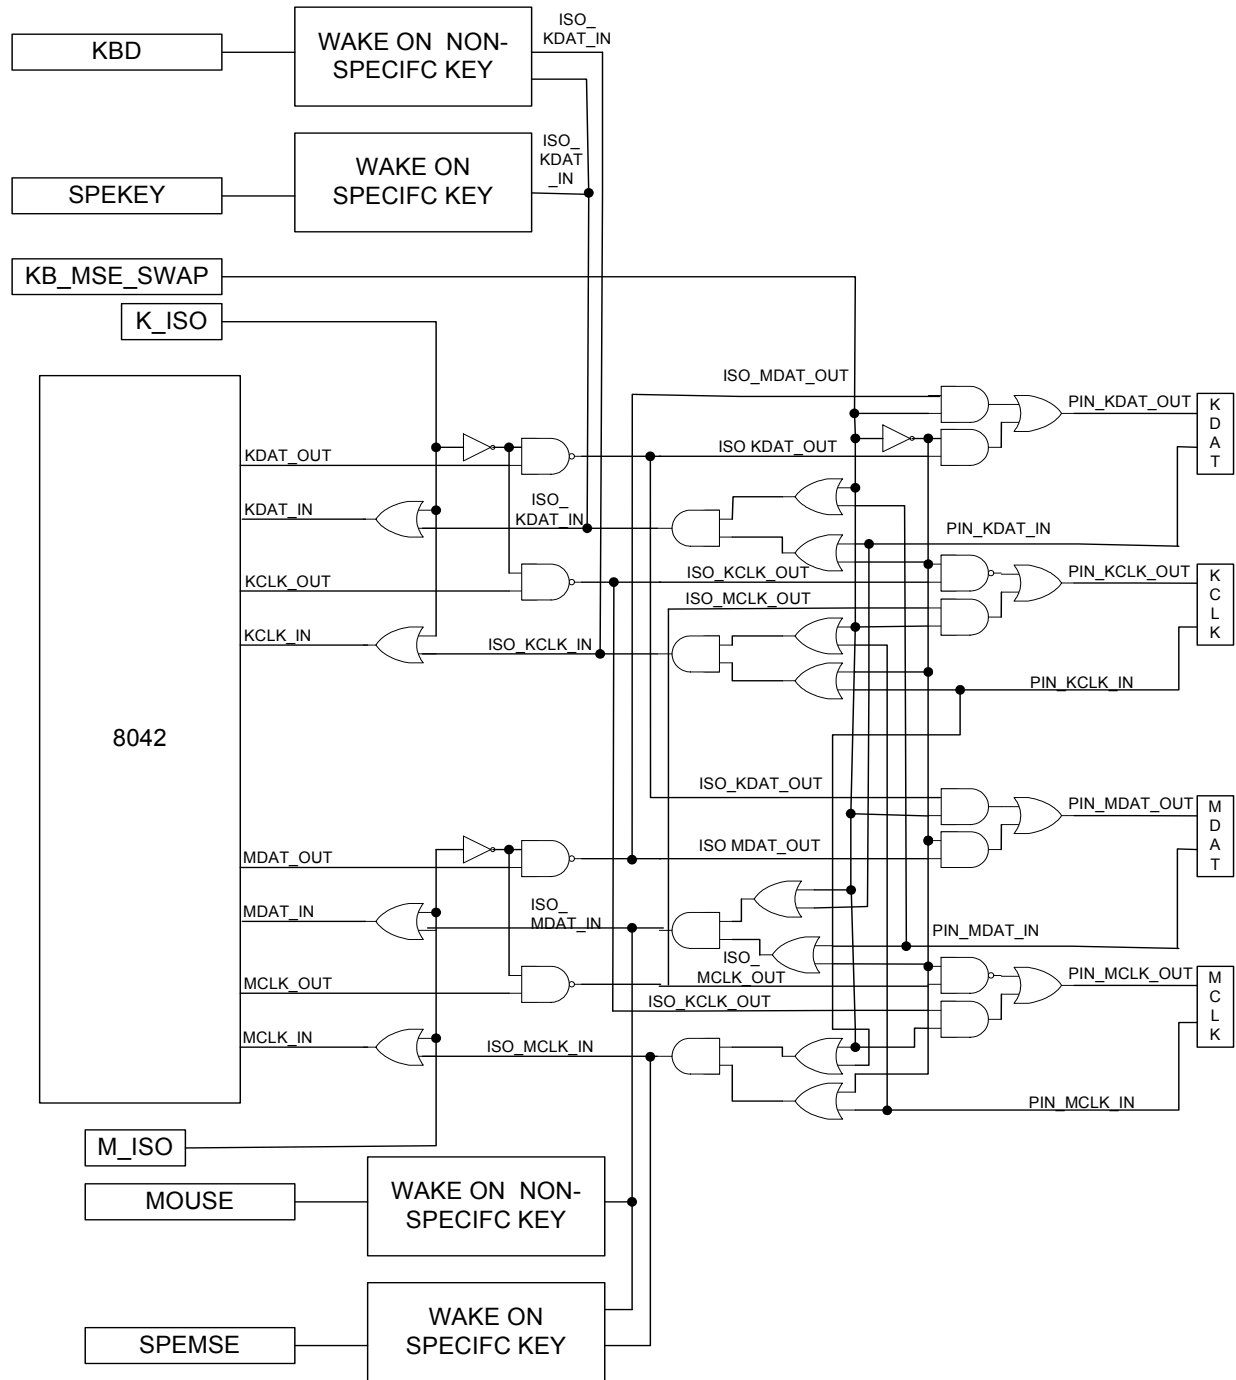 KBD
WAKE ON NON-
SPECIFC KEY
ISO_
KDAT_IN
SPEKEY
WAKE ON
SPECIFC KEY
ISO_
KDAT
_IN
KB_MSE_SWAP
K_ISO
8042
KDAT_OUT
KDAT_IN
KCLK_OUT
KCLK_IN
ISO_
KDAT_IN
ISO_KCLK_IN
ISO_MDAT_OUT
ISO KDAT_OUT
PIN_KDAT_OUT
K
D
A
T
PIN_KDAT_IN
ISO_KCLK_OUT
ISO_MCLK_OUT
PIN_KCLK_OUT
K
C
L
K
PIN_KCLK_IN
MDAT_OUT
MDAT_IN
MCLK_OUT
MCLK_IN
ISO_
MDAT_IN
ISO_MCLK_IN
ISO_KDAT_OUT
ISO MDAT_OUT
PIN_MDAT_OUT
M
D
A
T
PIN_MDAT_IN
ISO_
MCLK_OUT
ISO_KCLK_OUT
PIN_MCLK_OUT
M
C
L
K
PIN_MCLK_IN
M_ISO
MOUSE
WAKE ON NON-
SPECIFC KEY
SPEMSE
WAKE ON
SPECIFC KEY